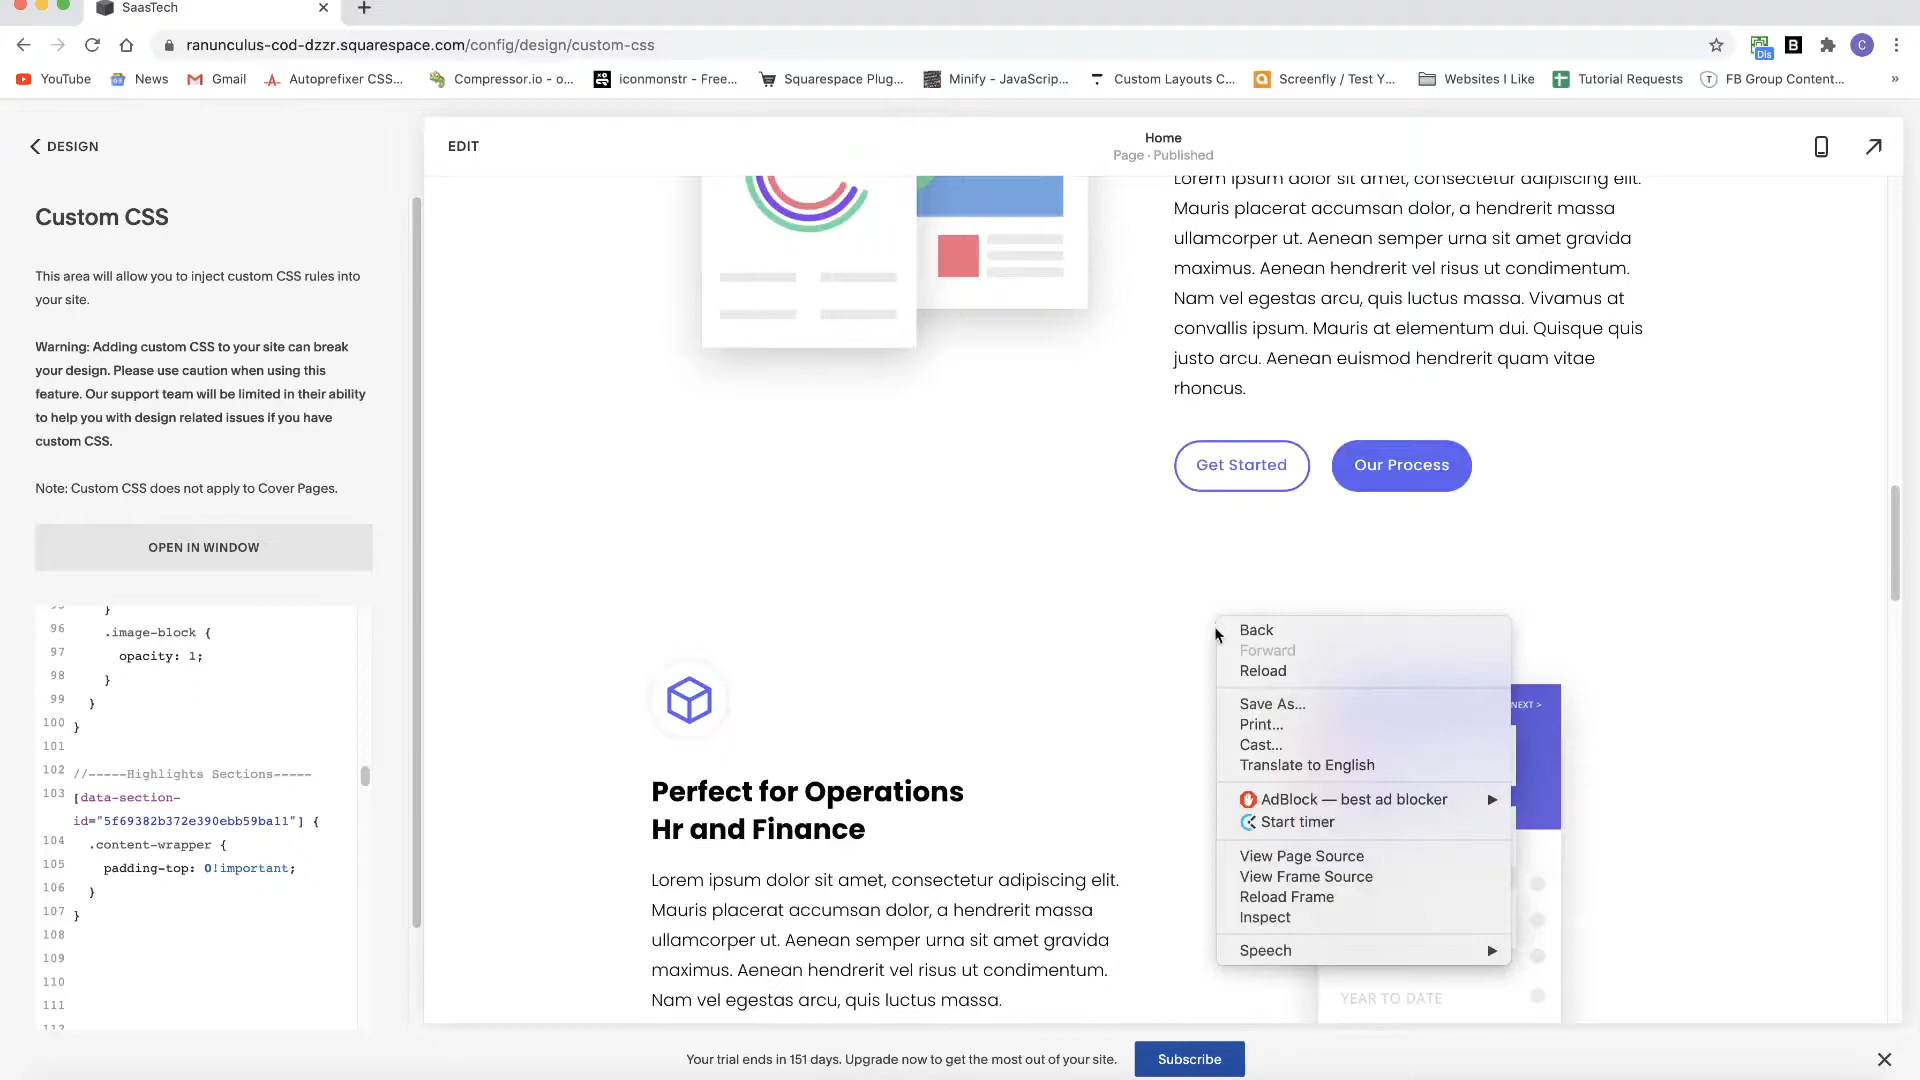 SaasTech
ranunculus-cod-dzzr.squarespace.com/config/design/custom-css
Dis
B
C
YouTube
News
Gmail
Autoprefixer CSS...
Compressor.io - o...
iconmonstr - Free...
Squarespace Plug...
Minify - JavaScrip...
Custom Layouts C...
Screenfly / Test Y...
Websites I Like
Tutorial Requests
FB Group Content...
»
DESIGN
Custom CSS
This area will allow you to inject custom CSS rules into
your site.
Warning: Adding custom CSS to your site can break
your design. Please use caution when using this
feature. Our support team will be limited in their ability
to help you with design related issues if you have
custom CSS.
Note: Custom CSS does not apply to Cover Pages.
OPEN IN WINDOW
95 }
96 .image-block {
97 opacity: 1;
98 }
99 }
100 }
101
102 //-----Highlights Sections-----
103 [data-section-
id="5f69382b372e390ebb59ba11"] {
104 .content-wrapper {
105 padding-top: 0!important;
106 }
107 }
108
109
110
111
112
EDIT
Home
Page · Published
Lorem ipsum dolor sit amet, consectetur adipiscing elit.
Mauris placerat accumsan dolor, a hendrerit massa
ullamcorper ut. Aenean semper urna sit amet gravida
maximus. Aenean hendrerit vel risus ut condimentum.
Nam vel egestas arcu, quis luctus massa. Vivamus at
convallis ipsum. Mauris at elementum dui. Quisque quis
justo arcu. Aenean euismod hendrerit quam vitae
rhoncus.
Get Started
Our Process
Perfect for Operations
Hr and Finance
Lorem ipsum dolor sit amet, consectetur adipiscing elit.
Mauris placerat accumsan dolor, a hendrerit massa
ullamcorper ut. Aenean semper urna sit amet gravida
maximus. Aenean hendrerit vel risus ut condimentum.
Nam vel egestas arcu, quis luctus massa.
Back
Forward
Reload
Save As...
Print...
Cast...
Translate to English
AdBlock — best ad blocker
Start timer
View Page Source
View Frame Source
Reload Frame
Inspect
Speech
NEXT >
YEAR TO DATE
Your trial ends in 151 days. Upgrade now to get the most out of your site.
Subscribe